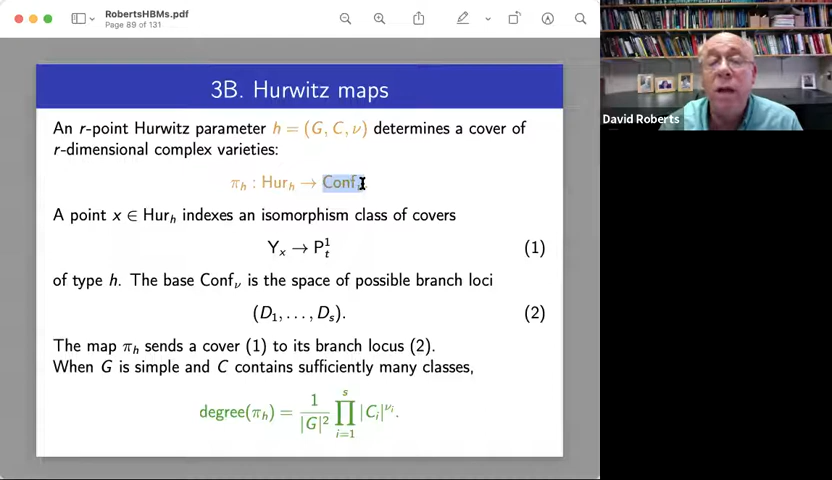 RobertsHBMs.pdf
Page 89 of 131
3B. Hurwitz maps
An r-point Hurwitz parameter h = (G, C, ν) determines a cover of
r-dimensional complex varieties:
π_h : Hur_h → Conf
A point x ∈ Hur_h indexes an isomorphism class of covers
Y_x → P^1_t (1)
of type h. The base Conf_ν is the space of possible branch loci
(D_1, . . . , D_s). (2)
The map π_h sends a cover (1) to its branch locus (2).
When G is simple and C contains sufficiently many classes,
degree(π_h) = 1/|G|^2 ∏_{i=1}^{s} |C_i|^{ν_i}.
David Roberts